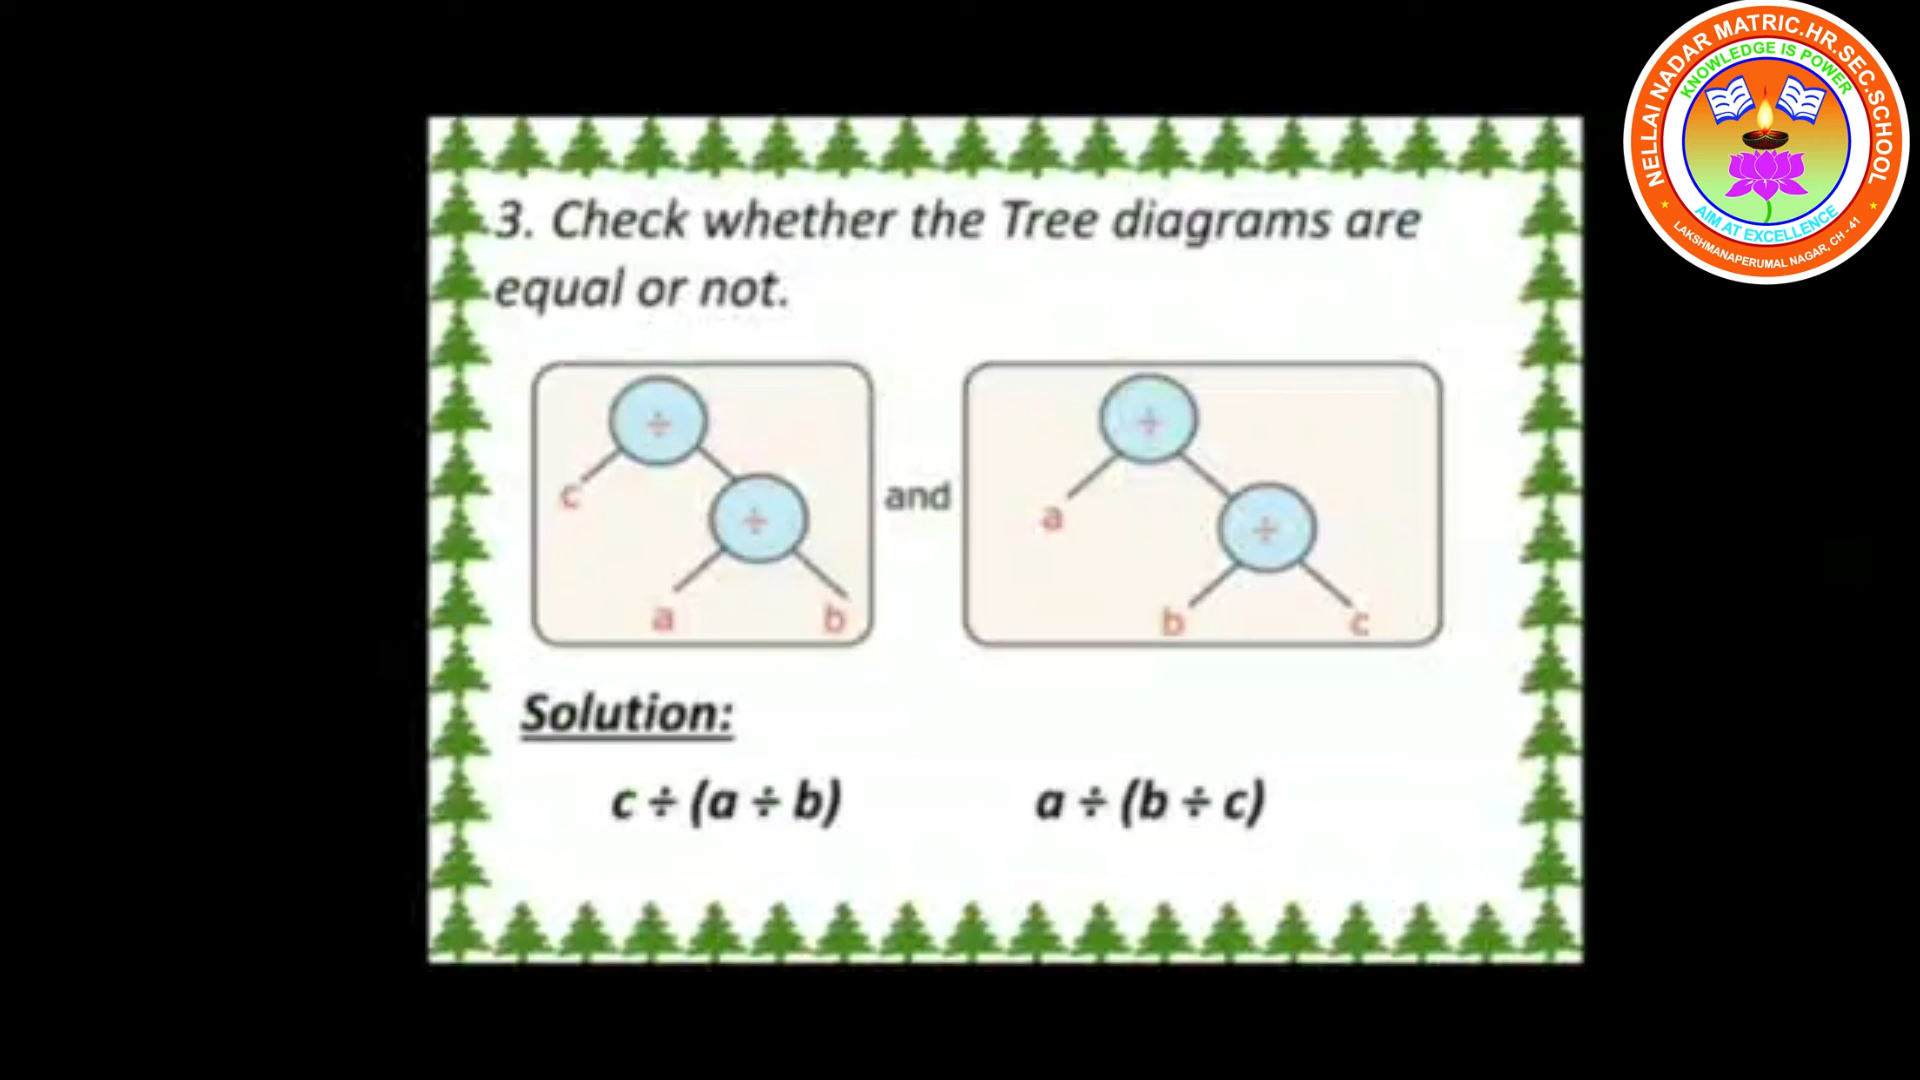 NELLAI NADAR MATRIC.HR.SEC.SCHOOL
KNOWLEDGE IS POWER
AIM AT EXCELLENCE
LAKSHMANAPERUMAL NAGAR, CH - 41
3. Check whether the Tree diagrams are
equal or not.
÷ ÷
c ÷ and a ÷
a b b c
Solution:
c ÷ (a ÷ b) a ÷ (b ÷ c)